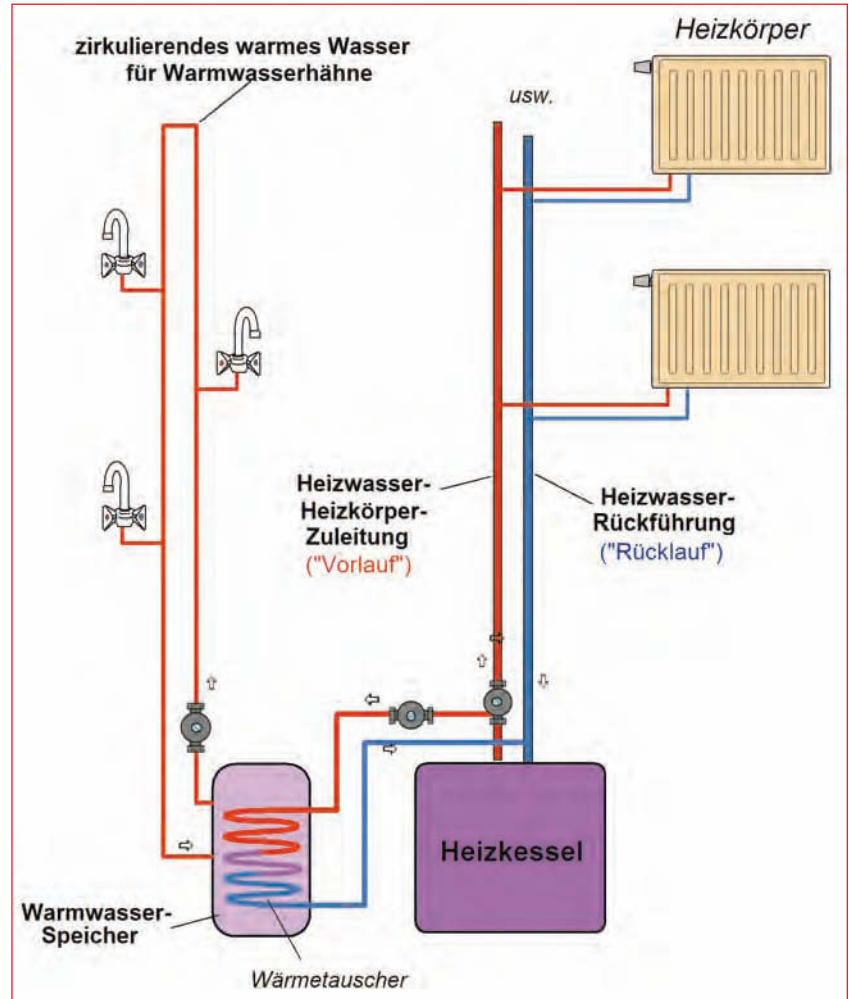 zirkulierendes warmes Wasser
für Warmwasserhähne
Heizkörper
usw.
Heizwasser-
Heizkörper-
Zuleitung
("Vorlauf")
Heizwasser-
Rückführung
("Rücklauf")
Heizkessel
Warmwasser-
Speicher
Wärmetauscher